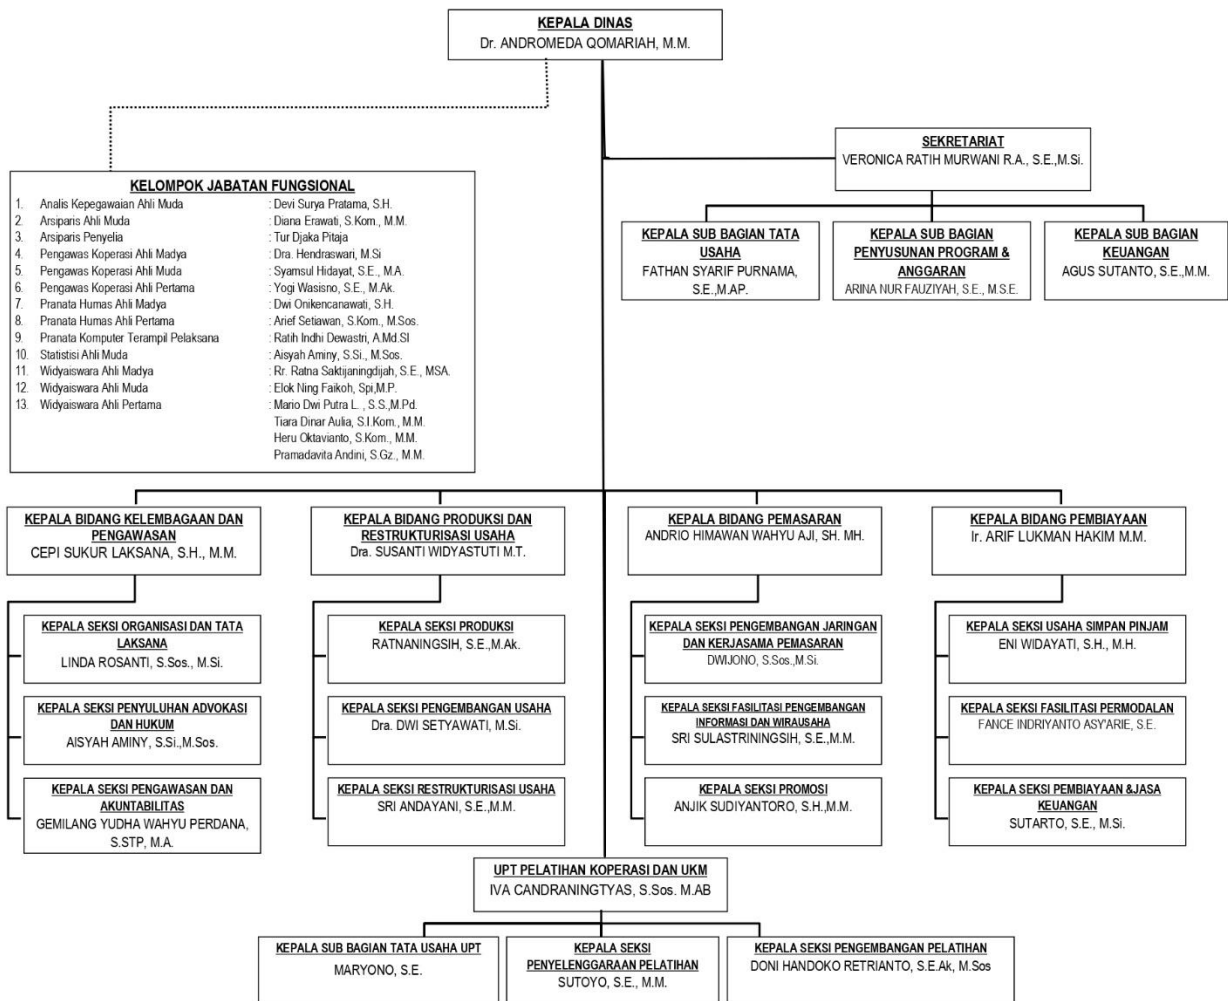 KEPALA DINAS
Dr. ANDROMEDA QOMARIAH, M.M.
SEKRETARIAT
VERONICA RATIH MURWANI R.A., S.E.,M.Si.
KELOMPOK JABATAN FUNGSIONAL
1. Analis Kepegawaian Ahli Muda : Devi Surya Pratama, S.H.
2. Arsiparis Ahli Muda : Diana Erawati, S.Kom., M.M.
3. Arsiparis Penyelia : Tur Djaka Pitaja
4. Pengawas Koperasi Ahli Madya : Dra. Hendraswari, M.Si
5. Pengawas Koperasi Ahli Muda : Syamsul Hidayat, S.E., M.A.
6. Pengawas Koperasi Ahli Pertama : Yogi Wasisno, S.E., M.Ak.
7. Pranata Humas Ahli Madya : Dwi Onikencanawati, S.H.
8. Pranata Humas Ahli Pertama : Arief Setiawan, S.Kom., M.Sos.
9. Pranata Komputer Terampil Pelaksana : Ratih Indhi Dewastri, A.Md.SI
10. Statistisi Ahli Muda : Aisyah Aminy, S.Si., M.Sos.
11. Widyaiswara Ahli Madya : Rr. Ratna Saktijaningdijah, S.E., MSA.
12. Widyaiswara Ahli Muda : Elok Ning Faikoh, Spi,M.P.
13. Widyaiswara Ahli Pertama : Mario Dwi Putra L. , S.S.,M.Pd.
Tiara Dinar Aulia, S.I.Kom., M.M.
Heru Oktavianto, S.Kom., M.M.
Pramadavita Andini, S.Gz., M.M.
KEPALA SUB BAGIAN TATA
USAHA
FATHAN SYARIF PURNAMA,
S.E.,M.AP.
KEPALA SUB BAGIAN
PENYUSUNAN PROGRAM &
ANGGARAN
ARINA NUR FAUZIYAH, S.E., M.S.E.
KEPALA SUB BAGIAN
KEUANGAN
AGUS SUTANTO, S.E.,M.M.
KEPALA BIDANG KELEMBAGAAN DAN
PENGAWASAN
CEPI SUKUR LAKSANA, S.H., M.M.
KEPALA BIDANG PRODUKSI DAN
RESTRUKTURISASI USAHA
Dra. SUSANTI WIDYASTUTI M.T.
KEPALA BIDANG PEMASARAN
ANDRIO HIMAWAN WAHYU AJI, SH. MH.
KEPALA BIDANG PEMBIAYAAN
Ir. ARIF LUKMAN HAKIM M.M.
KEPALA SEKSI ORGANISASI DAN TATA
LAKSANA
LINDA ROSANTI, S.Sos., M.Si.
KEPALA SEKSI PRODUKSI
RATNANINGSIH, S.E.,M.Ak.
KEPALA SEKSI PENGEMBANGAN JARINGAN
DAN KERJASAMA PEMASARAN
DWIJONO, S.Sos.,M.Si.
KEPALA SEKSI USAHA SIMPAN PINJAM
ENI WIDAYATI, S.H., M.H.
KEPALA SEKSI PENYULUHAN ADVOKASI
DAN HUKUM
AISYAH AMINY, S.Si.,M.Sos.
KEPALA SEKSI PENGEMBANGAN USAHA
Dra. DWI SETYAWATI, M.Si.
KEPALA SEKSI FASILITASI PENGEMBANGAN
INFORMASI DAN WIRAUSAHA
SRI SULASTRININGSIH, S.E.,M.M.
KEPALA SEKSI FASILITASI PERMODALAN
FANCE INDRIYANTO ASY'ARIE, S.E.
KEPALA SEKSI PENGAWASAN DAN
AKUNTABILITAS
GEMILANG YUDHA WAHYU PERDANA,
S.STP, M.A.
KEPALA SEKSI RESTRUKTURISASI USAHA
SRI ANDAYANI, S.E.,M.M.
KEPALA SEKSI PROMOSI
ANJIK SUDIYANTORO, S.H.,M.M.
KEPALA SEKSI PEMBIAYAAN &JASA
KEUANGAN
SUTARTO, S.E., M.Si.
UPT PELATIHAN KOPERASI DAN UKM
IVA CANDRANINGTYAS, S.Sos. M.AB
KEPALA SUB BAGIAN TATA USAHA UPT
MARYONO, S.E.
KEPALA SEKSI
PENYELENGGARAAN PELATIHAN
SUTOYO, S.E., M.M.
KEPALA SEKSI PENGEMBANGAN PELATIHAN
DONI HANDOKO RETRIANTO, S.E.Ak, M.Sos